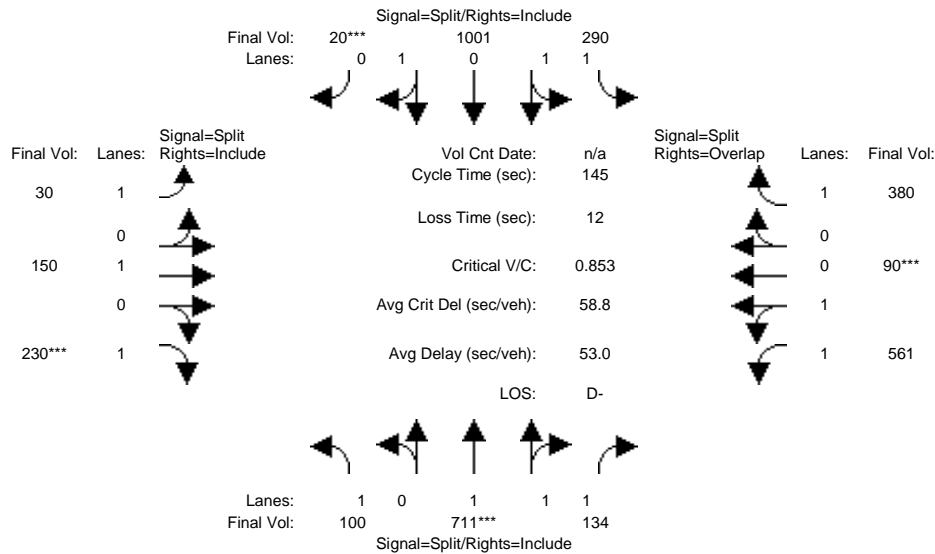 Signal=Split/Rights=Include
Final Vol: 20*** 1001 290
Lanes: 0 1 0 1 1
Signal=Split
Final Vol: Lanes: Rights=Include
Vol Cnt Date: n/a
Signal=Split
Rights=Overlap Lanes: Final Vol:
Cycle Time (sec): 145
30 1
1 380
Loss Time (sec): 12
0
0
150 1
Critical V/C: 0.853
0 90***
0
Avg Crit Del (sec/veh): 58.8
1
230*** 1
Avg Delay (sec/veh): 53.0
1 561
LOS: D-
Lanes: 1 0 1 1 1
Final Vol: 100 711*** 134
Signal=Split/Rights=Include